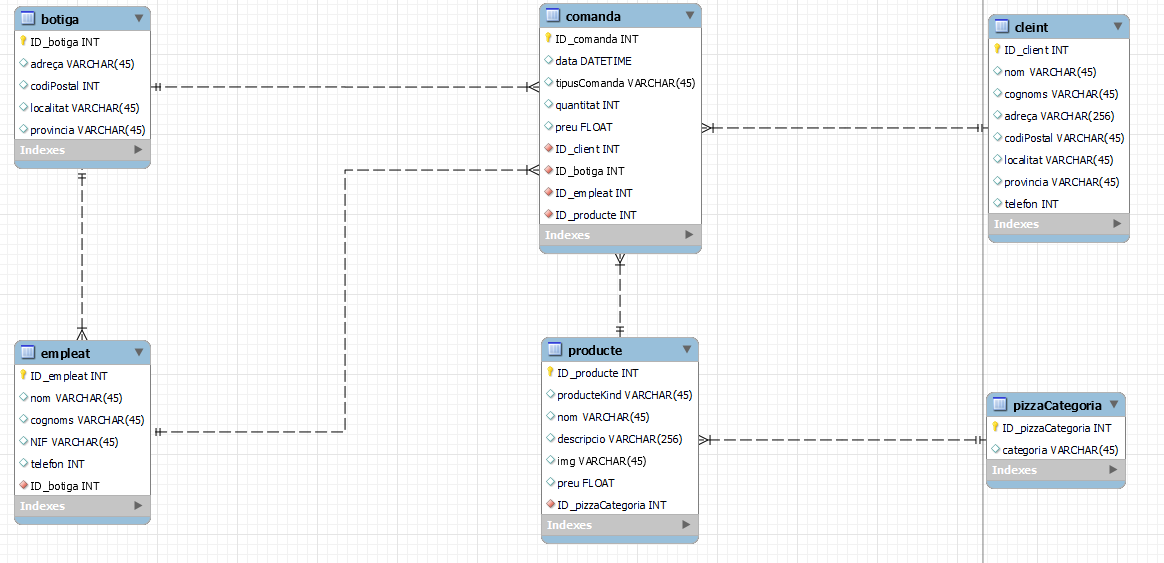 botiga
ID_botiga INT
adreça VARCHAR(45)
codiPostal INT
localitat VARCHAR(45)
provincia VARCHAR(45)
Indexes
comanda
ID_comanda INT
data DATETIME
tipusComanda VARCHAR(45)
quantitat INT
preu FLOAT
ID_client INT
ID_botiga INT
ID_empleat INT
ID_producte INT
Indexes
cleint
ID_client INT
nom VARCHAR(45)
cognoms VARCHAR(45)
adreça VARCHAR(256)
codiPostal VARCHAR(45)
localitat VARCHAR(45)
provincia VARCHAR(45)
telefon INT
Indexes
empleat
ID_empleat INT
nom VARCHAR(45)
cognoms VARCHAR(45)
NIF VARCHAR(45)
telefon INT
ID_botiga INT
Indexes
producte
ID_producte INT
producteKind VARCHAR(45)
nom VARCHAR(45)
descripcio VARCHAR(256)
img VARCHAR(45)
preu FLOAT
ID_pizzaCategoria INT
Indexes
pizzaCategoria
ID_pizzaCategoria INT
categoria VARCHAR(45)
Indexes